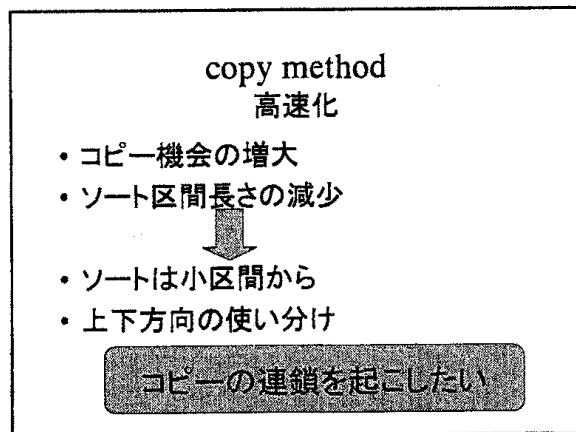 copy method
高速化
・コピー機会の増大
・ソート区間長さの減少
・ソートは小区間から
・上下方向の使い分け
コピーの連鎖を起こしたい